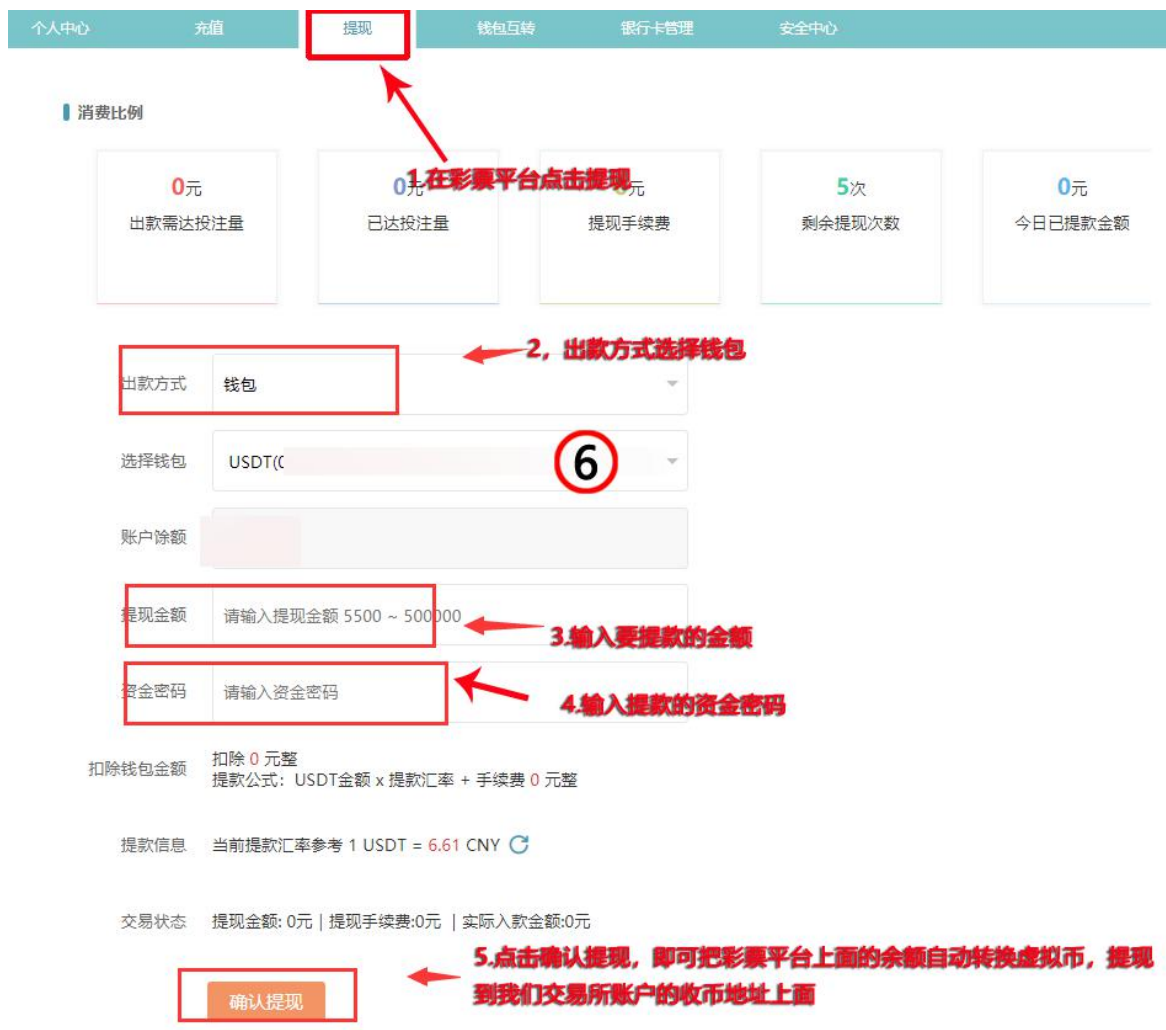 个人中心 充值 提现 钱包互转 银行卡管理 安全中心
消费比例
1.在彩票平台点击提现
0元 0元 元 5次 0元
出款需达投注量 已达投注量 提现手续费 剩余提现次数 今日已提款金额
2，出款方式选择钱包
出款方式 钱包
选择钱包 USDT( 6
账户馀额
提现金额 请输入提现金额 5500 ~ 500000
3.输入要提款的金额
资金密码 请输入资金密码
4.输入提款的资金密码
扣除钱包金额 扣除 0 元整
提款公式：USDT金额 x 提款汇率 + 手续费 0 元整
提款信息 当前提款汇率参考 1 USDT = 6.61 CNY
交易状态 提现金额: 0元 | 提现手续费:0元 | 实际入款金额:0元
5.点击确认提现，即可把彩票平台上面的余额自动转换虚拟币，提现
到我们交易所账户的收币地址上面
确认提现